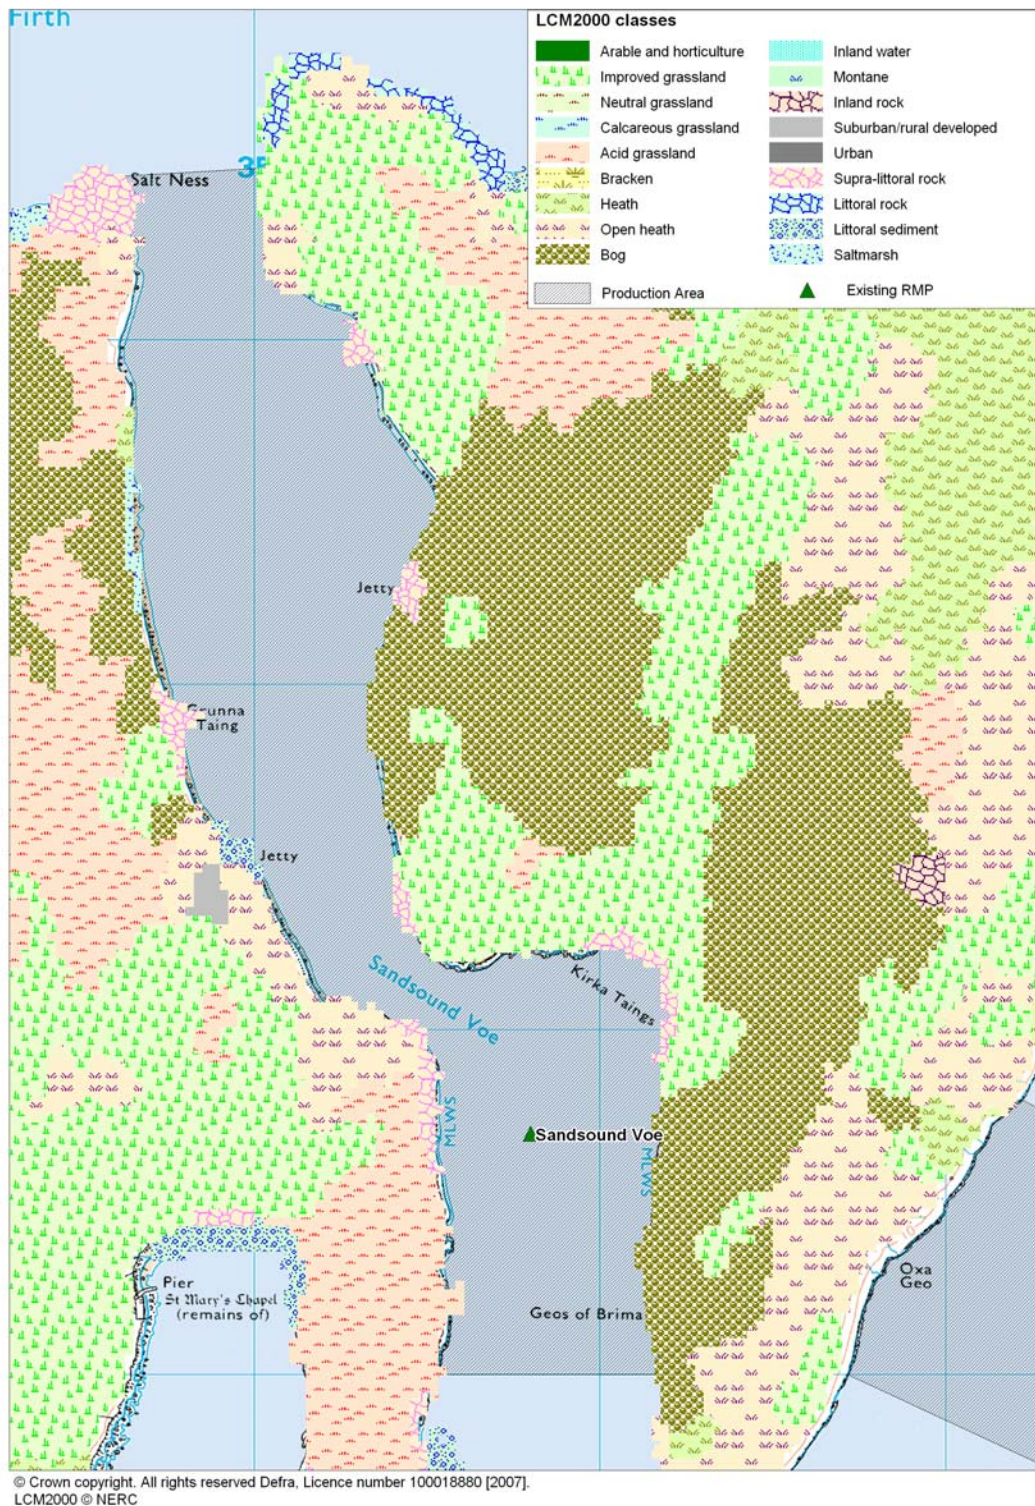 Firth
LCM2000 classes
Arable and horticulture
Improved grassland
Neutral grassland
Calcareous grassland
Acid grassland
Bracken
Heath
Open heath
Bog
Inland water
Montane
Inland rock
Suburban/rural developed
Urban
Supra-littoral rock
Littoral rock
Littoral sediment
Saltmarsh
Production Area
Existing RMP
Salt Ness
Jetty
Grunna
Taing
Jetty
Sandsound Voe
Kirka Taings
MLWS
Sandsound Voe
MLWS
Pier
St Mary's Chapel
(remains of)
Geos of Brima
Oxa
Geo
© Crown copyright. All rights reserved Defra, Licence number 100018880 [2007].
LCM2000 © NERC